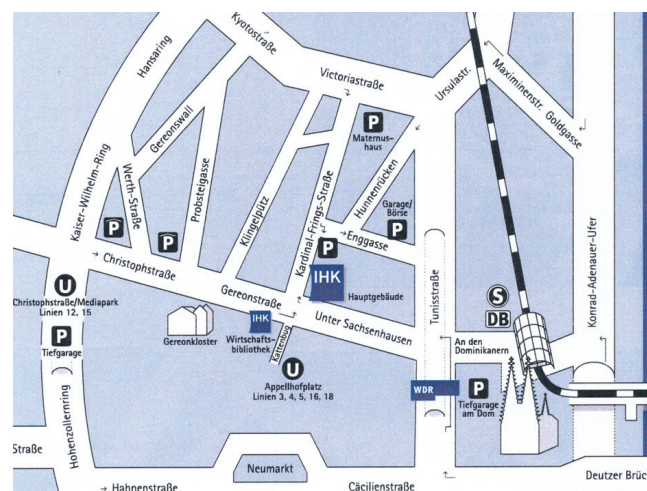 Hansaring
Kyotostraße
Victoriastraße
Ursulastr.
Maximinenstr.
Goldgasse
Gereonswall
P
Maternus-
haus
Kaiser-Wilhelm-Ring
Werth-Straße
Probsteigasse
Klingelpütz
Kardinal-Frings-Straße
Hunnenrücken
Garage/
Börse
P
P
P
Enggasse
P
Konrad-Adenauer-Ufer
Christophstraße
IHK
Hauptgebäude
Tunisstraße
U
Christophstraße/Mediapark
Linien 12, 15
Gereonstraße
S
DB
P
Tiefgarage
Gereonkloster
IHK
Wirtschafts-
bibliothek
Kattenbug
Unter Sachsenhausen
An den
Dominikanern
U
Appellhofplatz
Linien 3, 4, 5, 16, 18
WDR
P
Tiefgarage
am Dom
Hohenzollernring
Straße
Neumarkt
Hahnenstraße
Cäcilienstraße
Deutzer Brüc